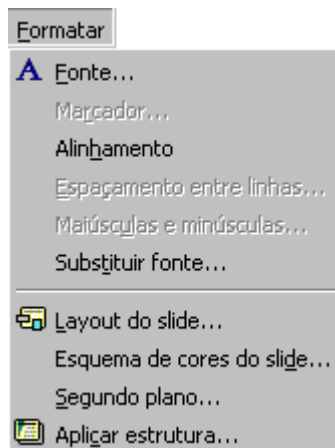 Formatar
Fonte...
Marcador...
Alinhamento
Espaçamento entre linhas...
Maiúsculas e minúsculas...
Substituir fonte...
Layout do slide...
Esquema de cores do slide...
Segundo plano...
Aplicar estrutura...